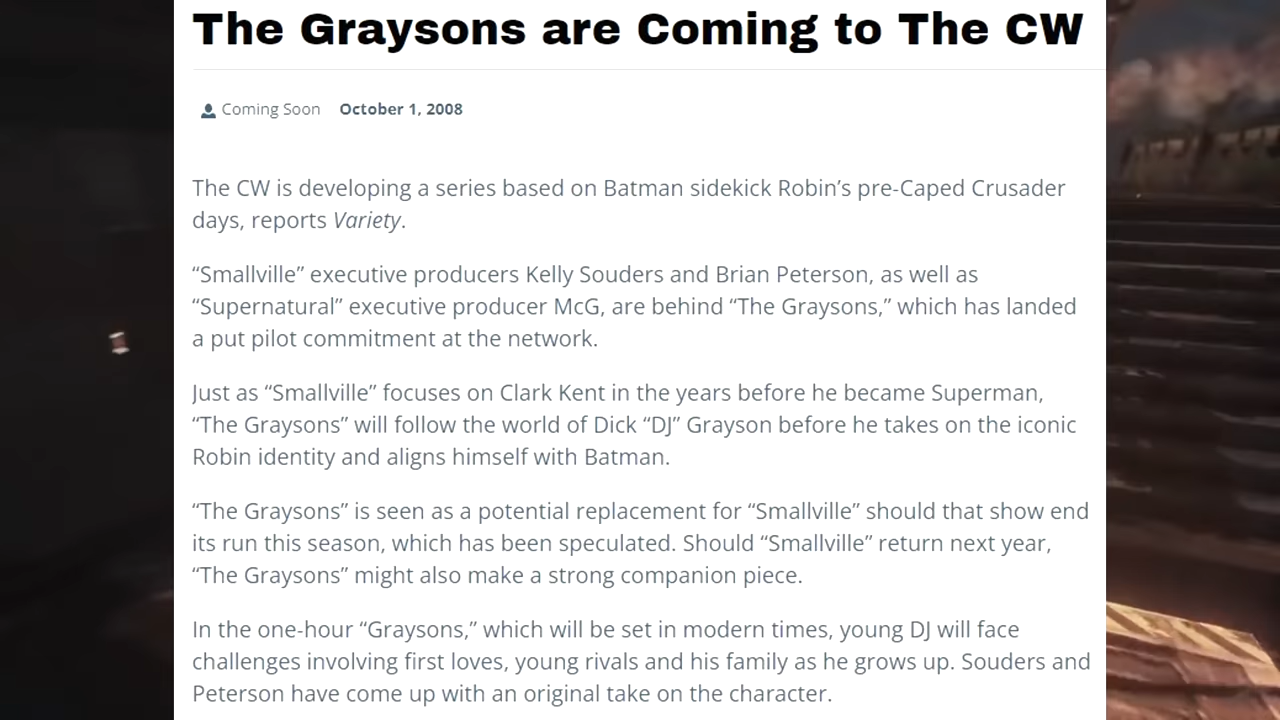 The Graysons are Coming to The CW
Coming Soon October 1, 2008
The CW is developing a series based on Batman sidekick Robin’s pre-Caped Crusader
days, reports Variety.
“Smallville” executive producers Kelly Souders and Brian Peterson, as well as
“Supernatural” executive producer McG, are behind “The Graysons,” which has landed
a put pilot commitment at the network.
Just as “Smallville” focuses on Clark Kent in the years before he became Superman,
“The Graysons” will follow the world of Dick “DJ” Grayson before he takes on the iconic
Robin identity and aligns himself with Batman.
“The Graysons” is seen as a potential replacement for “Smallville” should that show end
its run this season, which has been speculated. Should “Smallville” return next year,
“The Graysons” might also make a strong companion piece.
In the one-hour “Graysons,” which will be set in modern times, young DJ will face
challenges involving first loves, young rivals and his family as he grows up. Souders and
Peterson have come up with an original take on the character.